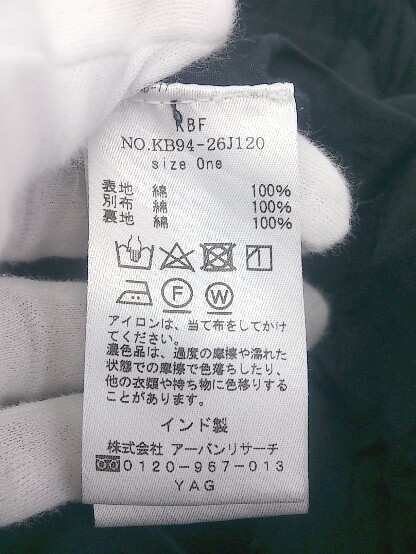 RBF
NO.KB94-26J120
size One
表地 綿 100%
別布 綿 100%
裏地 綿 100%
F W
アイロンは、当て布をしてかけ
てください。
濃色品は、過度の摩擦や濡れた
状態での摩擦で色落ちしたり、
他の衣類や持ち物に色移りする
ことがあります。
インド製
株式会社 アーバンリサーチ
0120-967-013
YAG